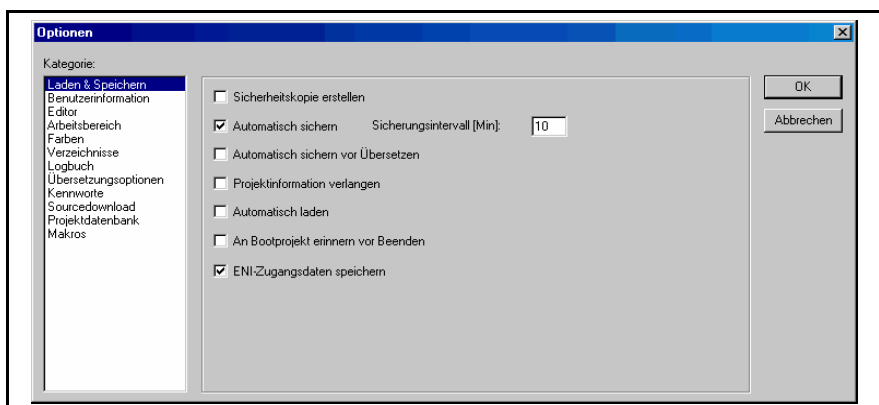 Optionen
Kategorie:
Laden & Speichern
Benutzerinformation
Editor
Arbeitsbereich
Farben
Verzeichnisse
Logbuch
Übersetzungsoptionen
Kennworte
Sourcedownload
Projektdatenbank
Makros
Sicherheitskopie erstellen
Automatisch sichern Sicherungsintervall [Min]: 10
Automatisch sichern vor Übersetzen
Projektinformation verlangen
Automatisch laden
An Bootprojekt erinnern vor Beenden
ENI-Zugangsdaten speichern
OK
Abbrechen